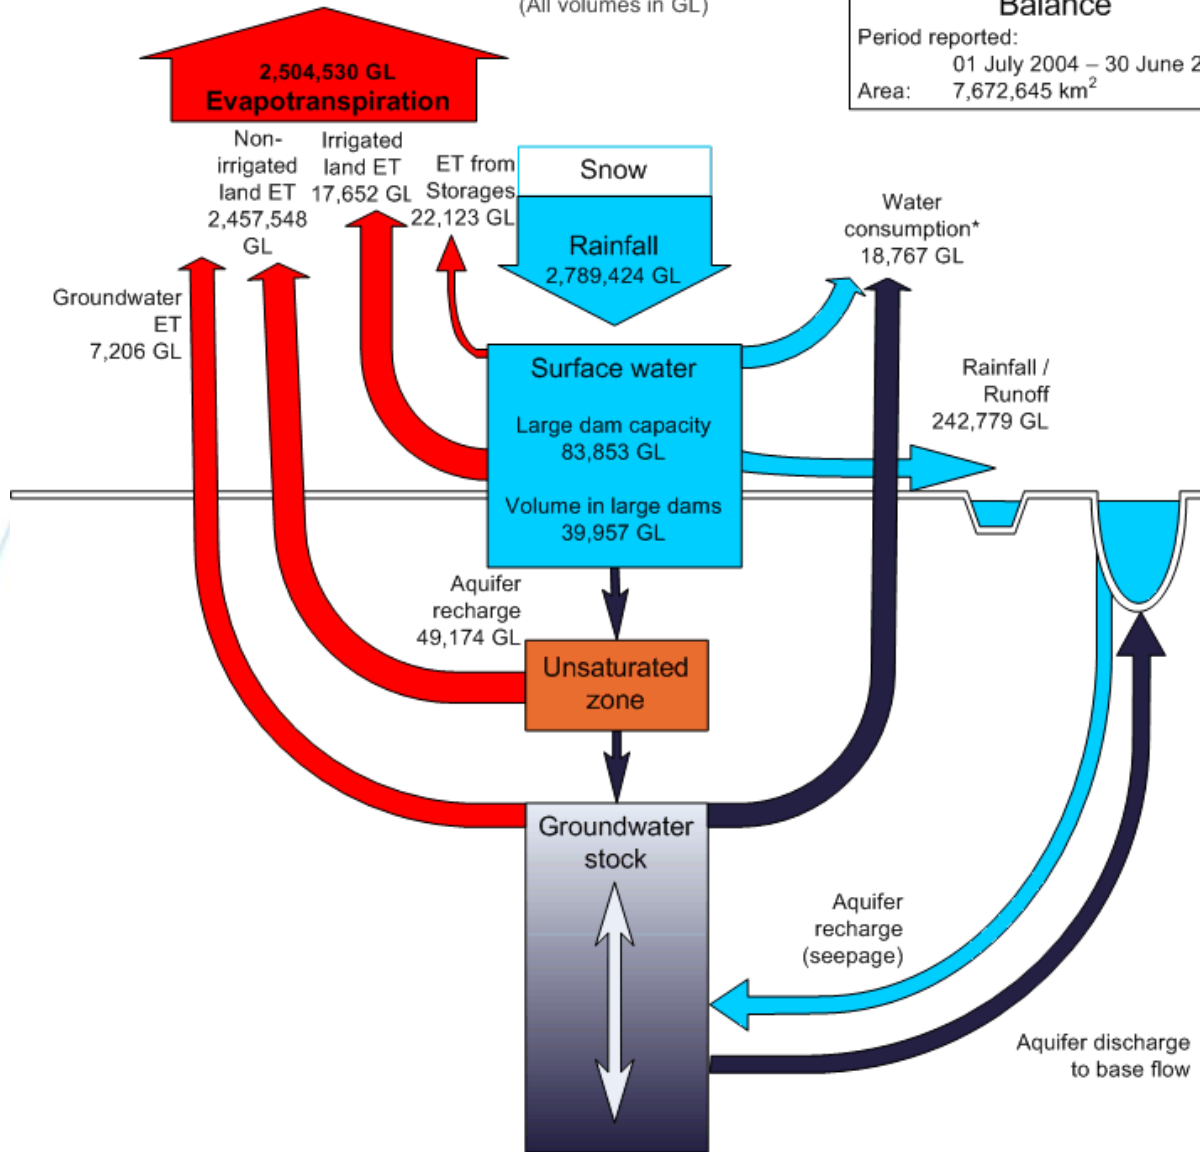 (All volumes in GL)
Balance
Period reported:
01 July 2004 – 30 June 2
Area: 7,672,645 km²
2,504,530 GL
Evapotranspiration
Non-
irrigated
land ET
2,457,548
GL
Irrigated
land ET
17,652 GL
ET from
Storages
22,123 GL
Snow
Rainfall
2,789,424 GL
Water
consumption*
18,767 GL
Groundwater
ET
7,206 GL
Surface water
Large dam capacity
83,853 GL
Volume in large dams
39,957 GL
Rainfall /
Runoff
242,779 GL
Aquifer
recharge
49,174 GL
Unsaturated
zone
Groundwater
stock
Aquifer
recharge
(seepage)
Aquifer discharge
to base flow